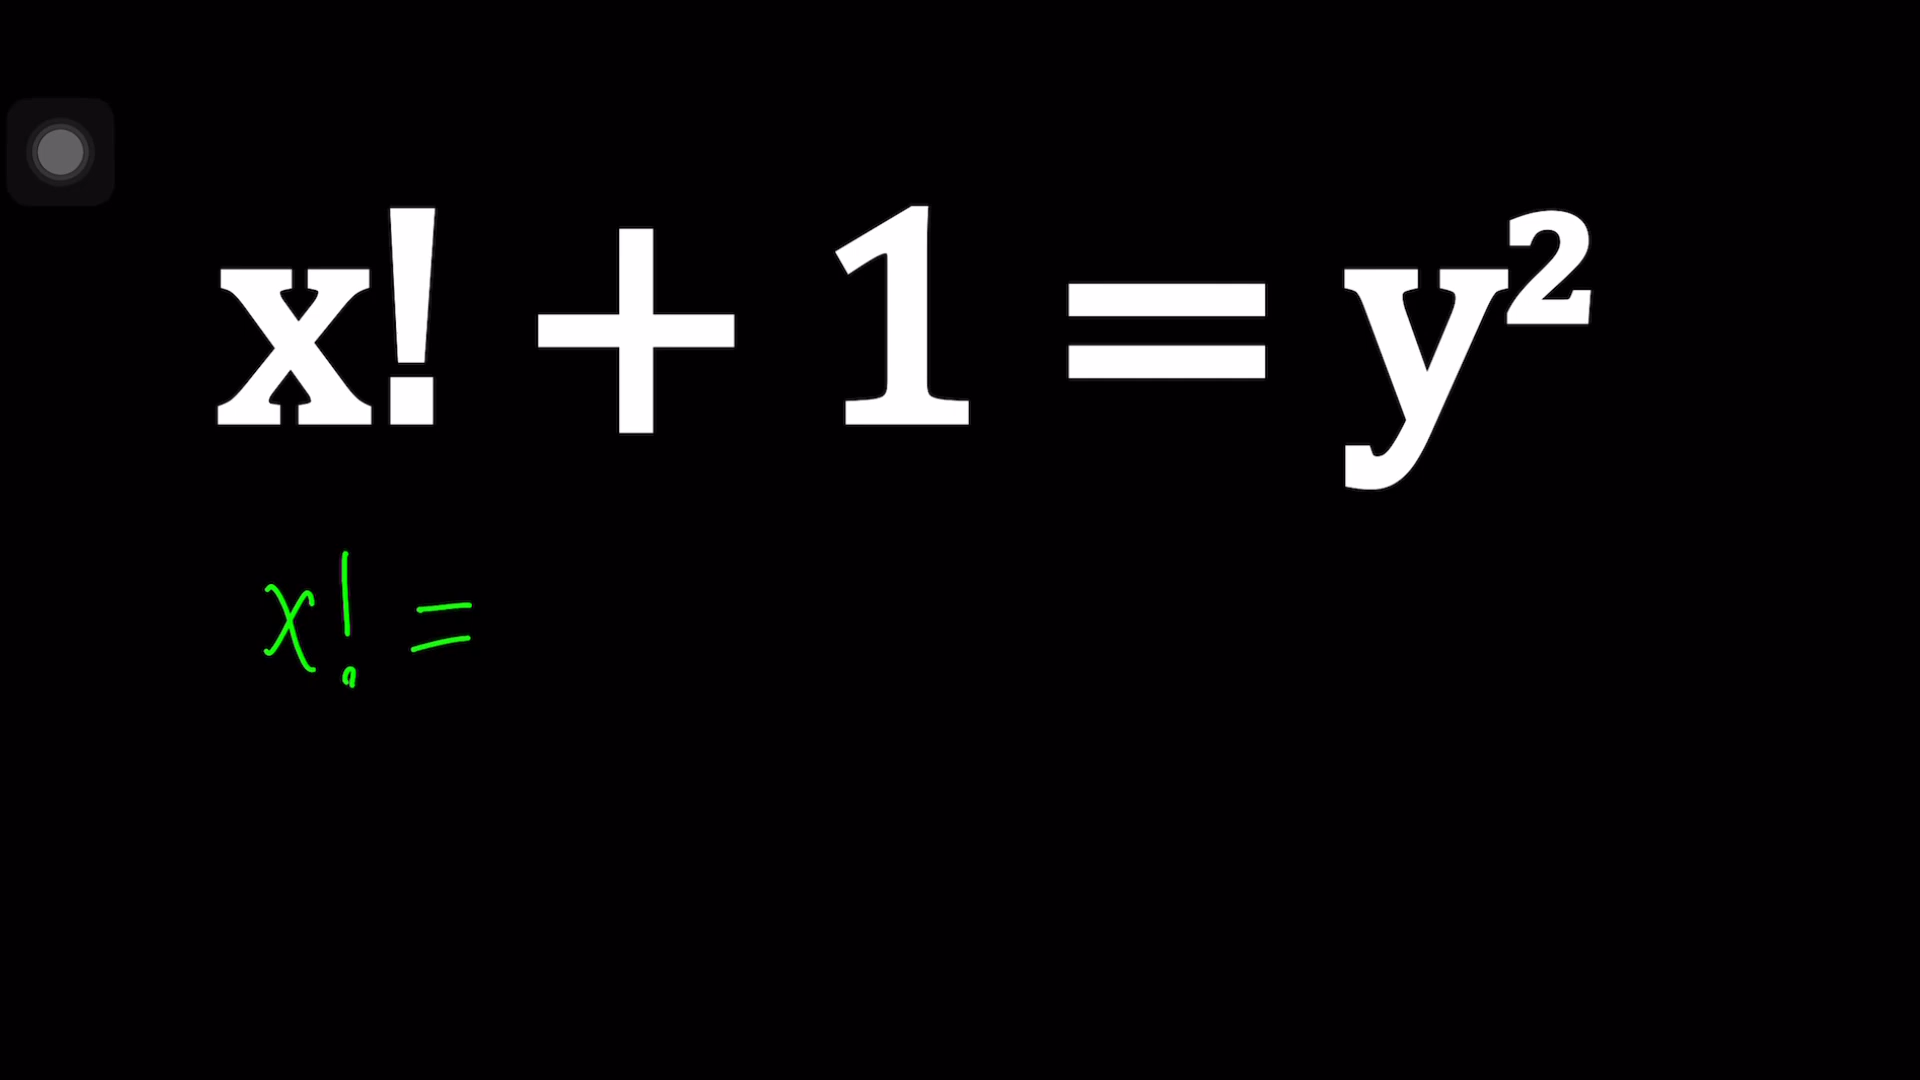 x! + 1 = y²
x! =